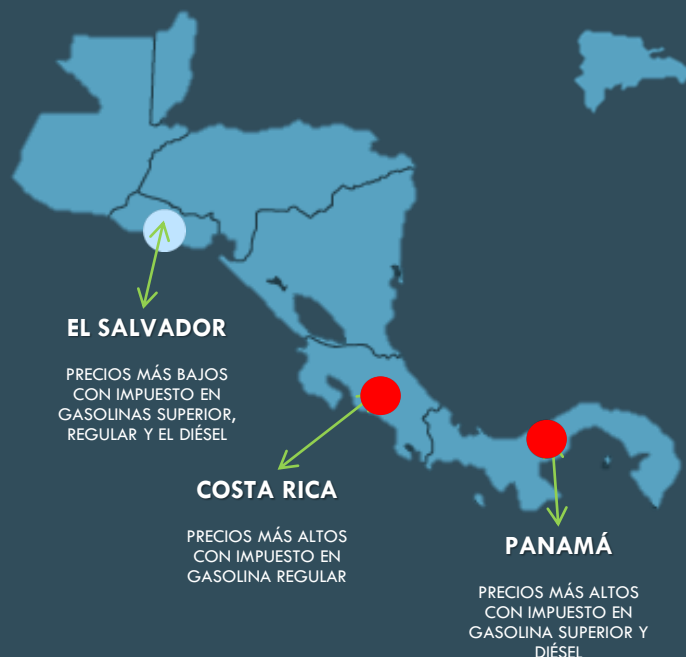 EL SALVADOR
PRECIOS MÁS BAJOS
CON IMPUESTO EN
GASOLINAS SUPERIOR,
REGULAR Y EL DIÉSEL
COSTA RICA
PRECIOS MÁS ALTOS
CON IMPUESTO EN
GASOLINA REGULAR
PANAMÁ
PRECIOS MÁS ALTOS
CON IMPUESTO EN
GASOLINA SUPERIOR Y
DIÉSEL